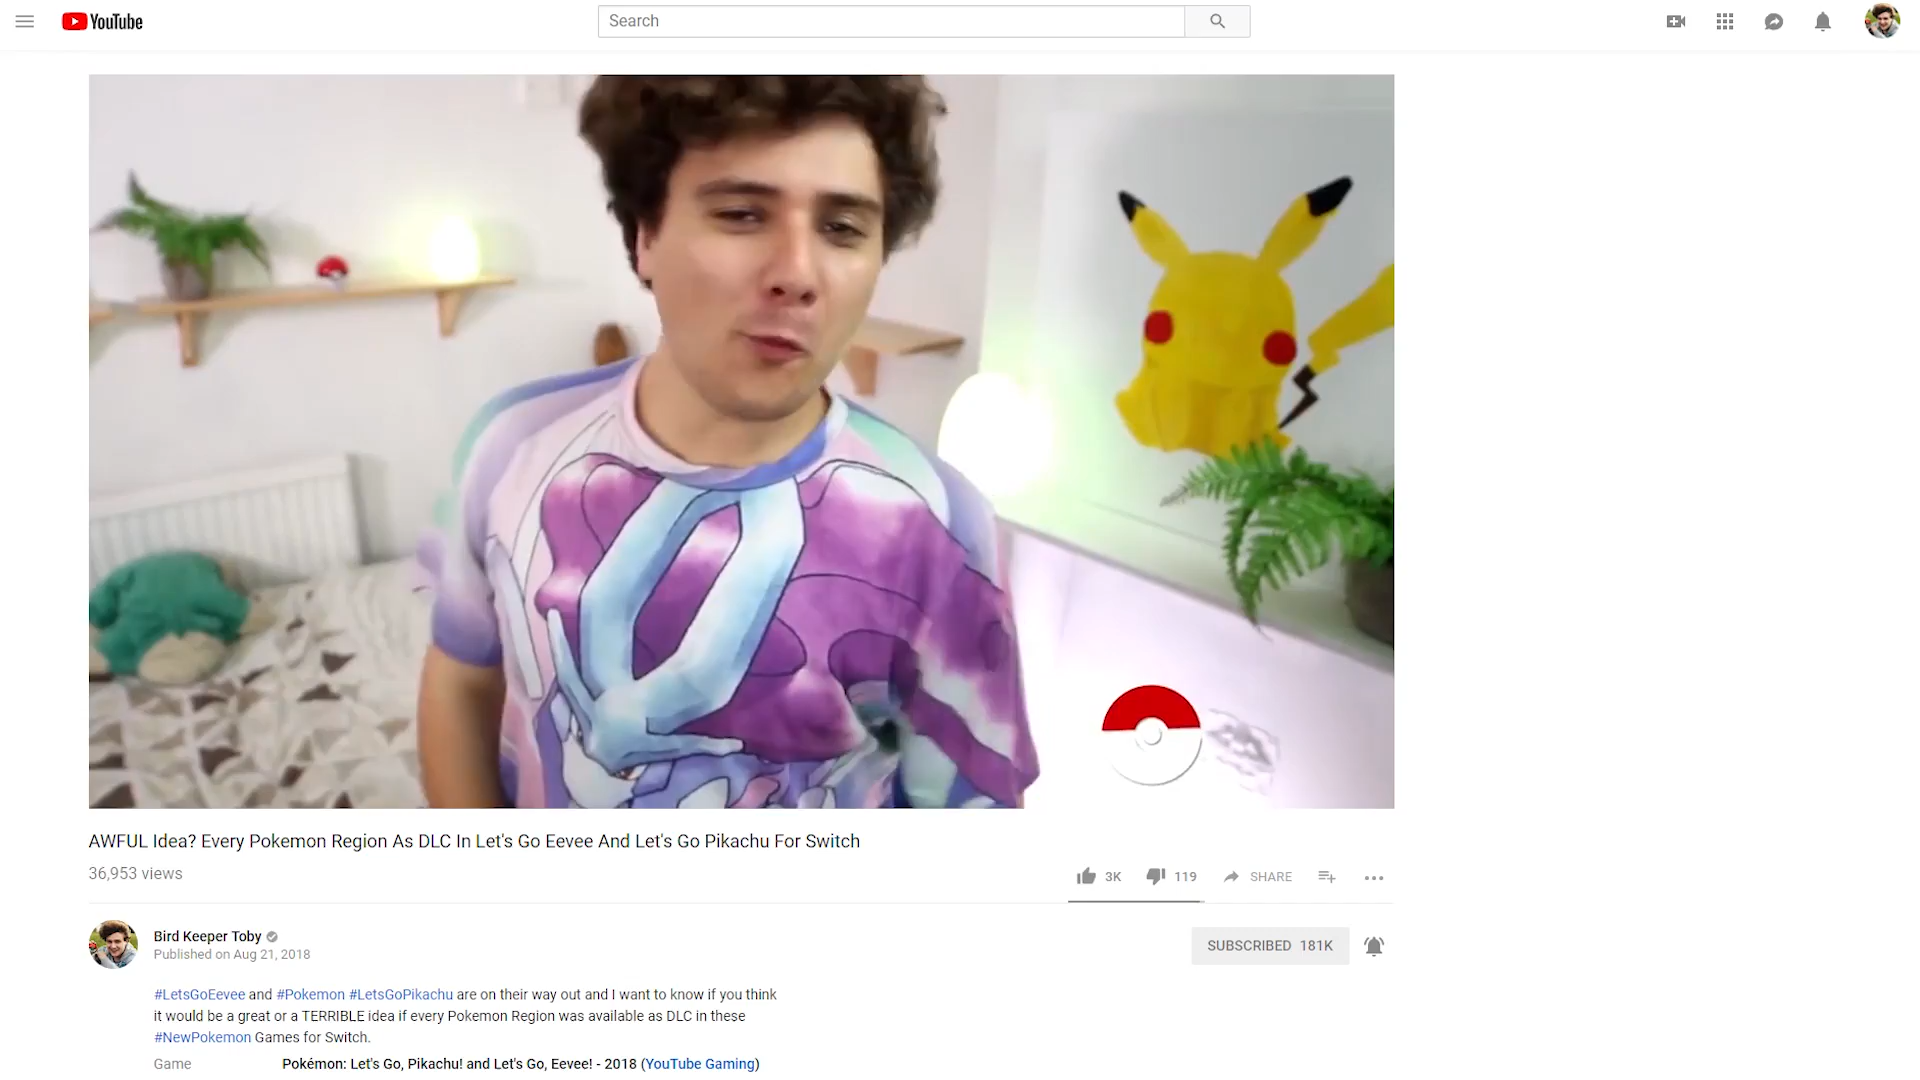 YouTube
Search
AWFUL Idea? Every Pokemon Region As DLC In Let's Go Eevee And Let's Go Pikachu For Switch
36,953 views
3K
119
SHARE
Bird Keeper Toby
Published on Aug 21, 2018
SUBSCRIBED 181K
#LetsGoEevee and #Pokemon #LetsGoPikachu are on their way out and I want to know if you think
it would be a great or a TERRIBLE idea if every Pokemon Region was available as DLC in these
#NewPokemon Games for Switch.
Game
Pokémon: Let's Go, Pikachu! and Let's Go, Eevee! - 2018 (YouTube Gaming)